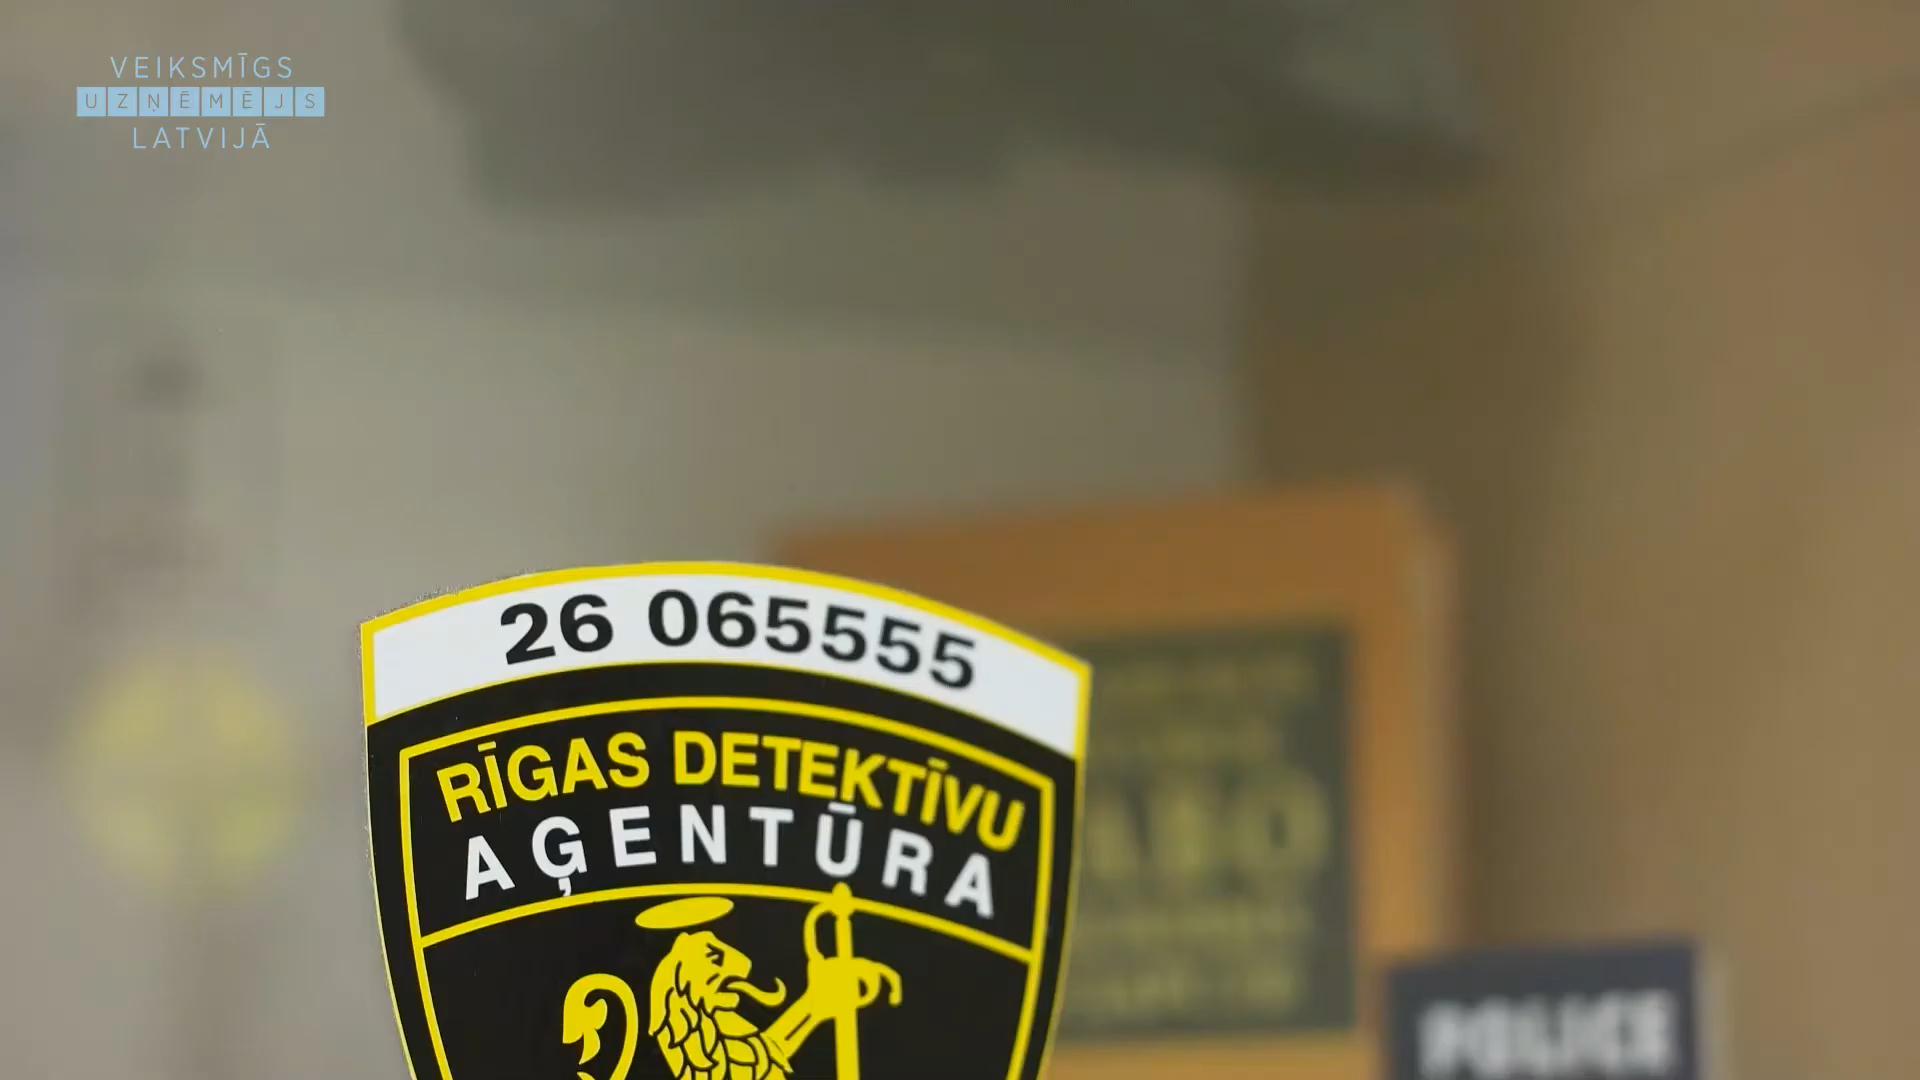 VEIKSMĪGS
UZŅĒMĒJS
LATVIJĀ
26 065555
RĪGAS DETEKTĪVU
AĢENTŪRA
POLICE